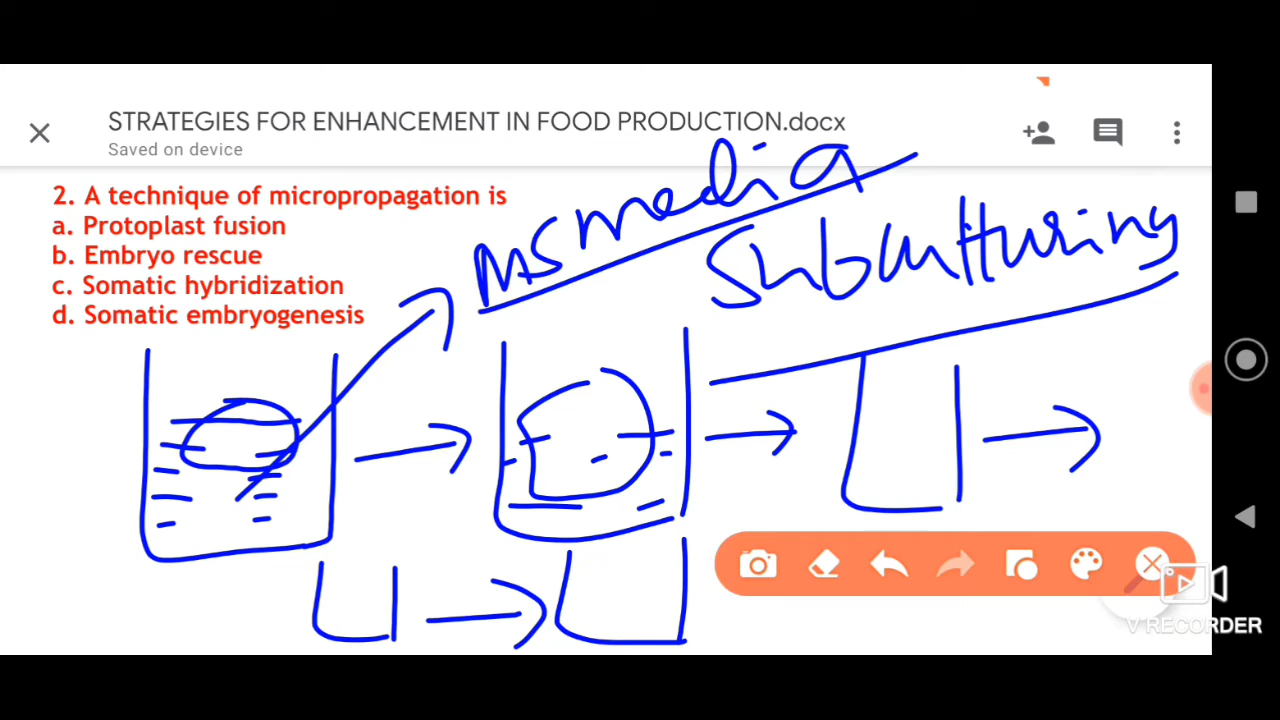 STRATEGIES FOR ENHANCEMENT IN FOOD PRODUCTION.docx
Saved on device
2. A technique of micropropagation is
a. Protoplast fusion
b. Embryo rescue
c. Somatic hybridization
d. Somatic embryogenesis
MS media
Subculturing
V RECORDER